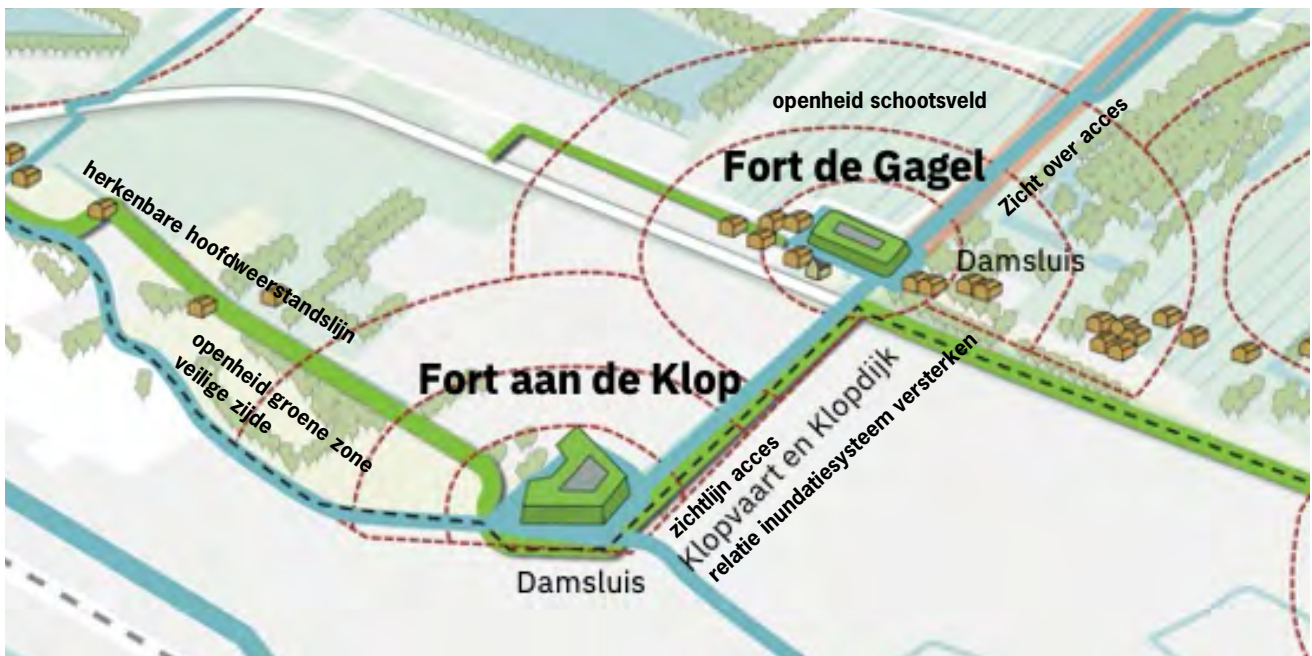 openheid schootsveld
Zicht over acces
Fort de Gagel
herkenbare hoofdweerstandslijn
Damsluis
openheid groene zone
veilige zijde
Fort aan de Klop
zichtlijn acces
Klopvaart en Klopdijk
relatie inundatiesysteem versterken
Damsluis